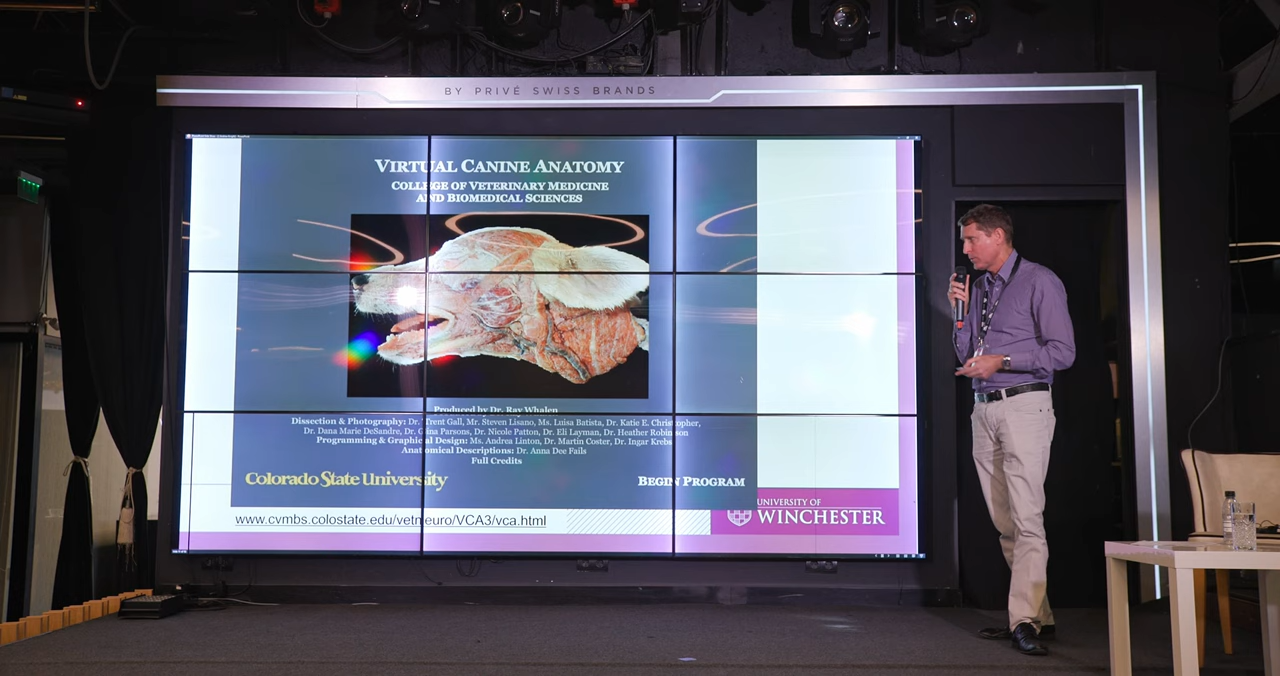 BY PRIVÉ SWISS BRANDS
VIRTUAL CANINE ANATOMY
COLLEGE OF VETERINARY MEDICINE
AND BIOMEDICAL SCIENCES
Produced by Dr. Ray Whalen
Dissection & Photography: Dr. Trent Gall, Mr. Steven Lisano, Ms. Luisa Batista, Dr. Katie E. Christopher,
Dr. Dana Marie DeSandre, Dr. Gina Parsons, Dr. Nicole Patton, Dr. Eli Layman, Dr. Heather Robinson
Programming & Graphical Design: Ms. Andrea Linton, Dr. Martin Coster, Dr. Ingar Krebs
Anatomical Descriptions: Dr. Anna Dee Fails
Full Credits
Colorado State University
BEGIN PROGRAM
www.cvmbs.colostate.edu/vetneuro/VCA3/vca.html
UNIVERSITY OF
WINCHESTER